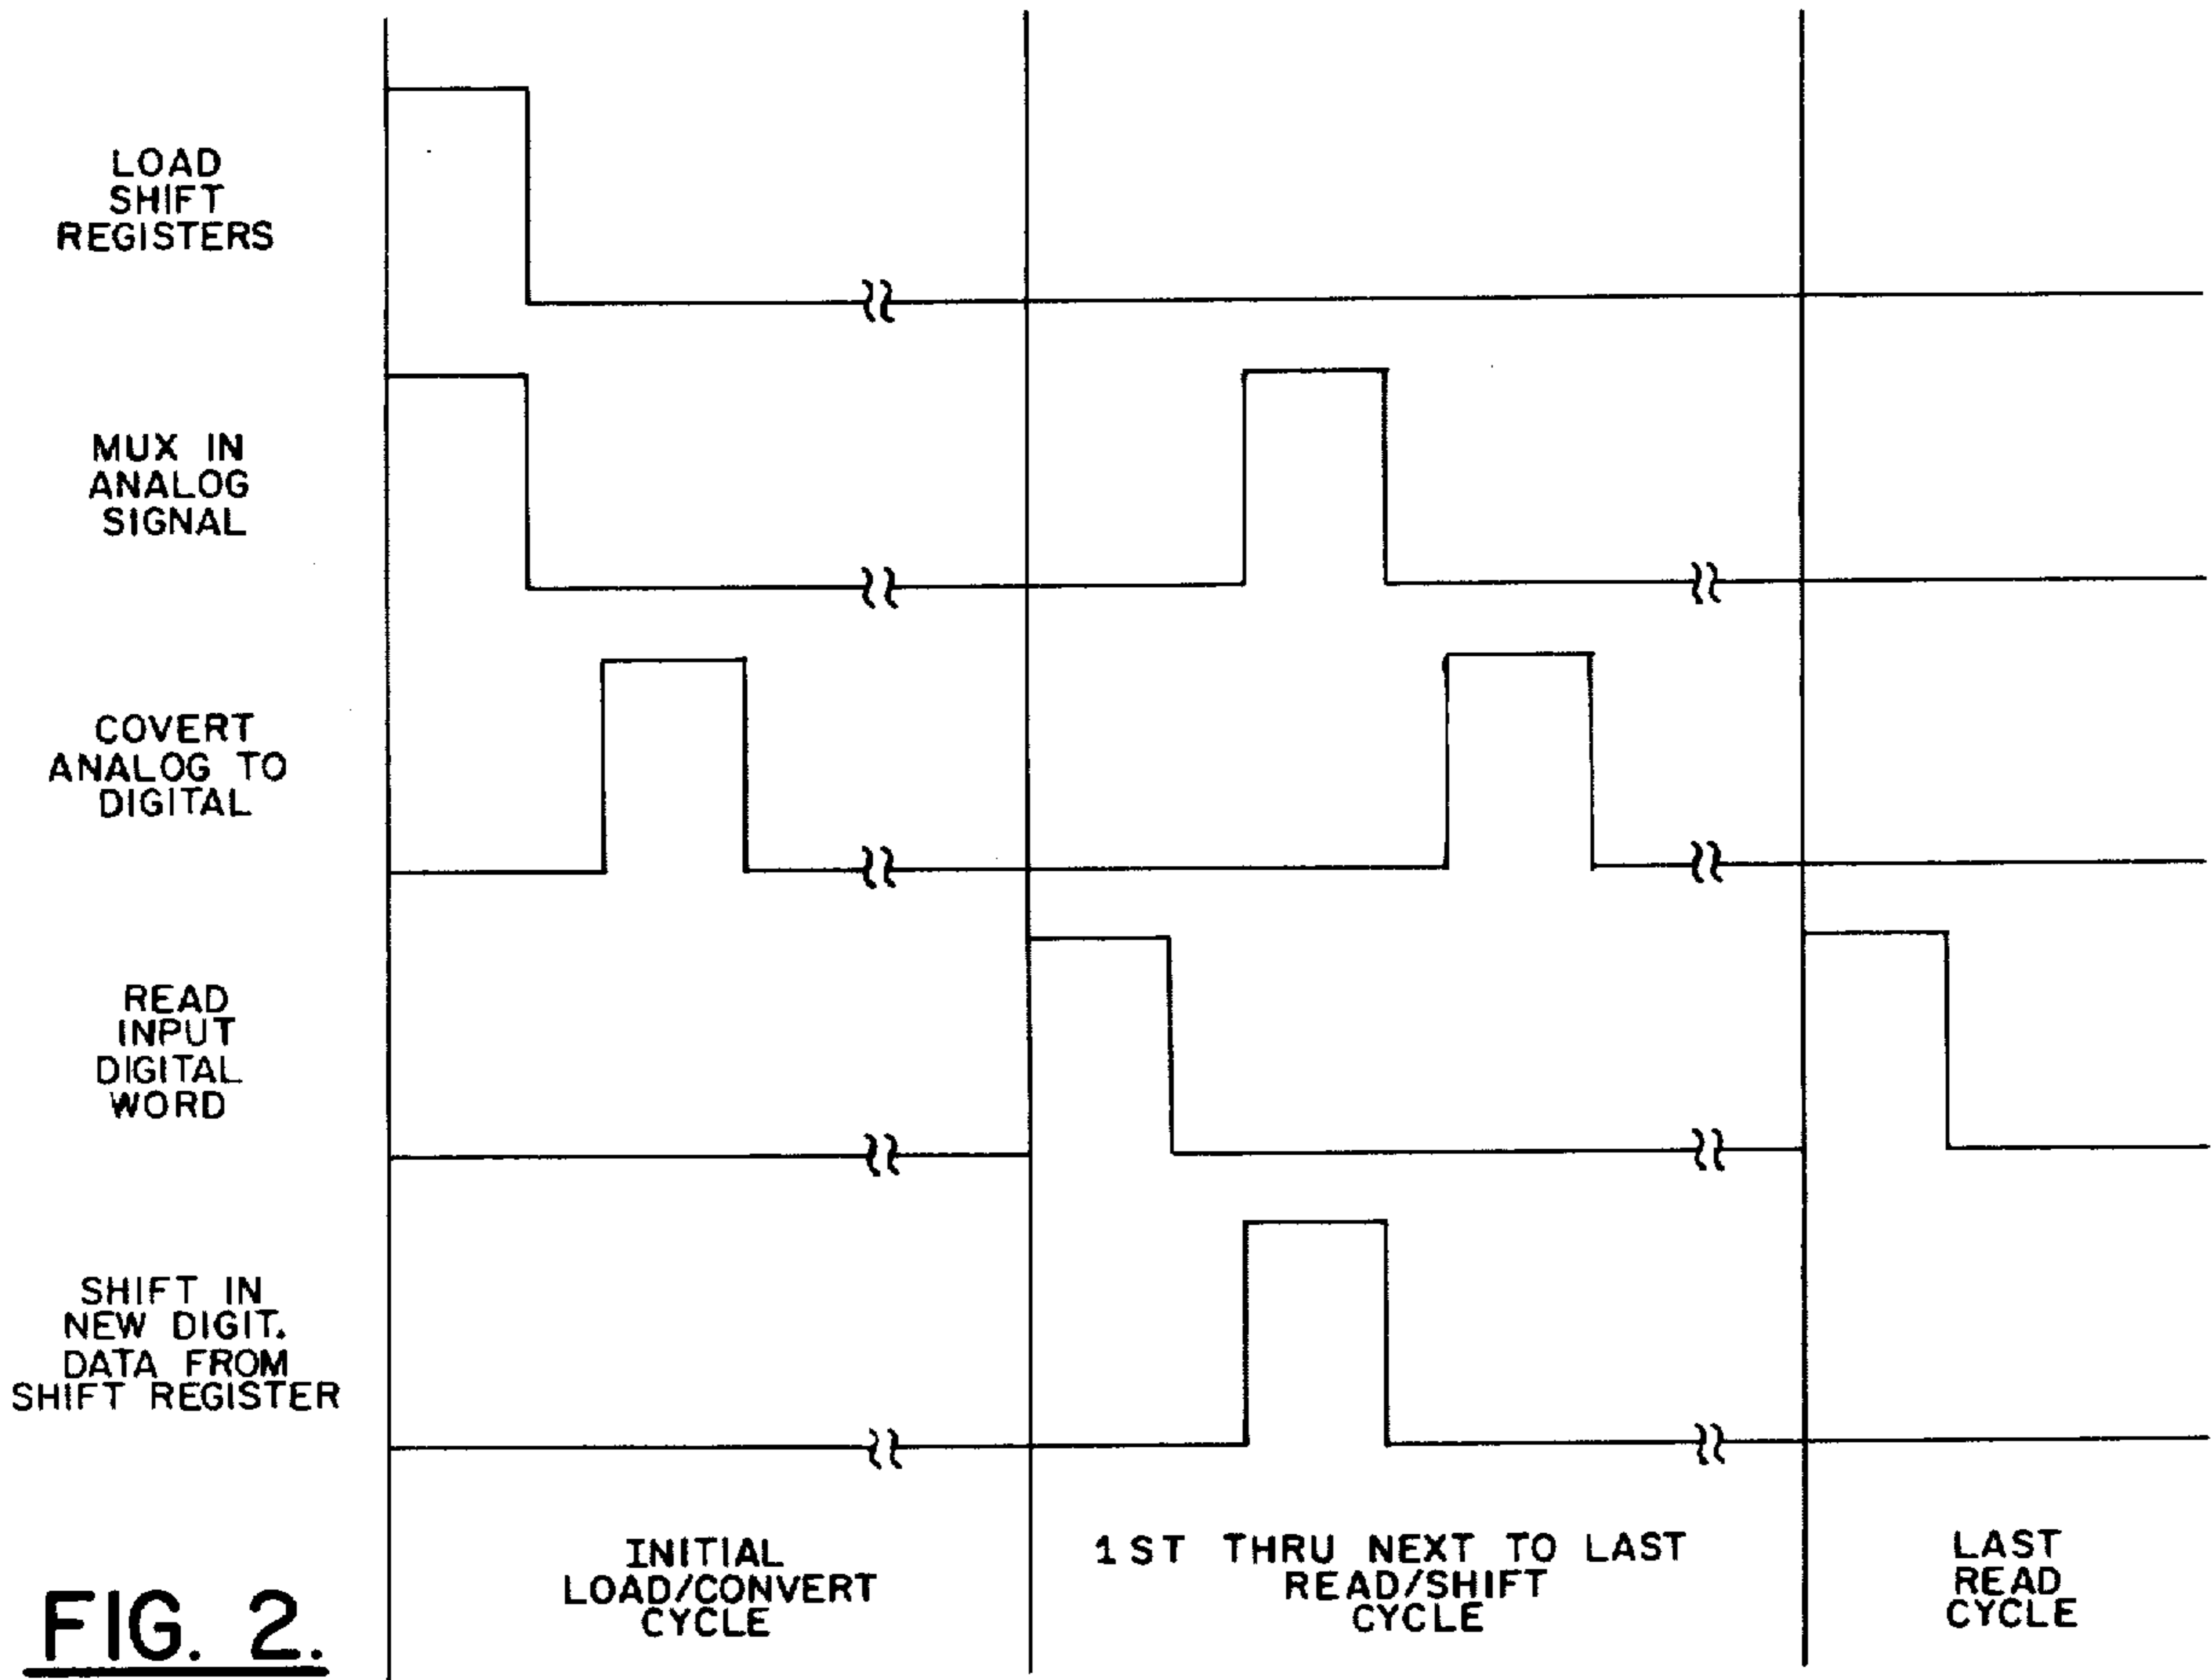 LOAD
SHIFT
REGISTERS
MUX IN
ANALOG
SIGNAL
COVERT
ANALOG TO
DIGITAL
READ
INPUT
DIGITAL
WORD
SHIFT IN
NEW DIGIT.
DATA FROM
SHIFT REGISTER
INITIAL
LOAD/CONVERT
CYCLE
1ST THRU NEXT TO LAST
READ/SHIFT
CYCLE
LAST
READ
CYCLE
FIG. 2.